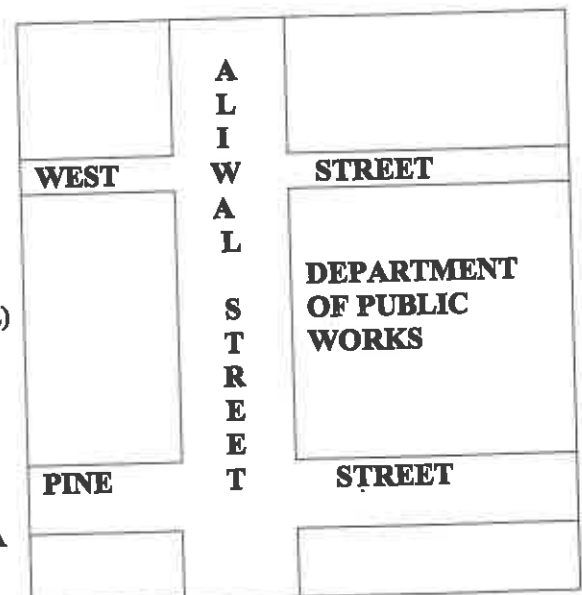 ALIWAL STREET
WEST STREET
DEPARTMENT
OF PUBLIC
WORKS
PINE STREET